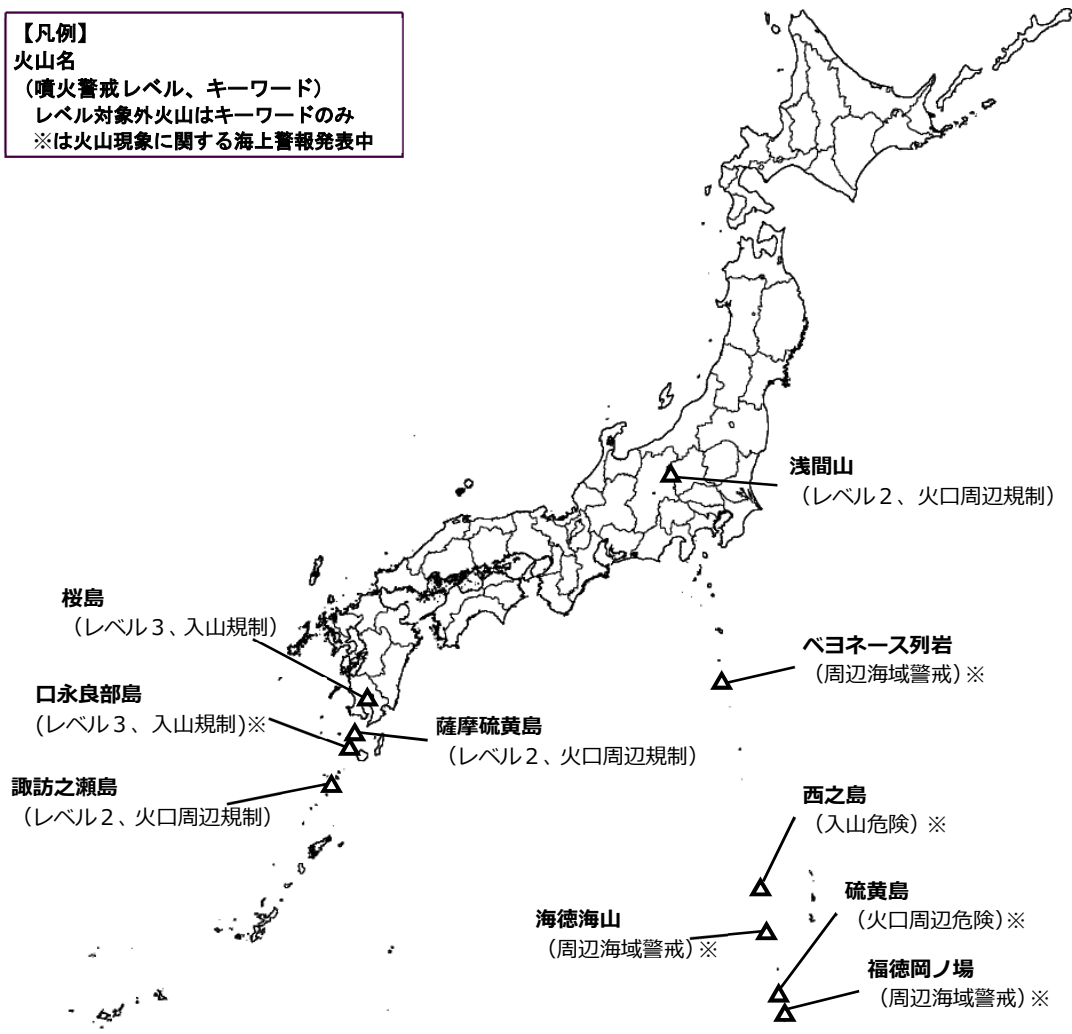 【凡例】
火山名
（噴火警戒レベル、キーワード）
レベル対象外火山はキーワードのみ
※は火山現象に関する海上警報発表中
浅間山
（レベル２、火口周辺規制）
桜島
（レベル３、入山規制）
ベヨネース列岩
（周辺海域警戒）※
口永良部島
(レベル３、入山規制)※
薩摩硫黄島
（レベル２、火口周辺規制）
諏訪之瀬島
（レベル２、火口周辺規制）
西之島
（入山危険）※
硫黄島
（火口周辺危険）※
海徳海山
（周辺海域警戒）※
福徳岡ノ場
（周辺海域警戒）※